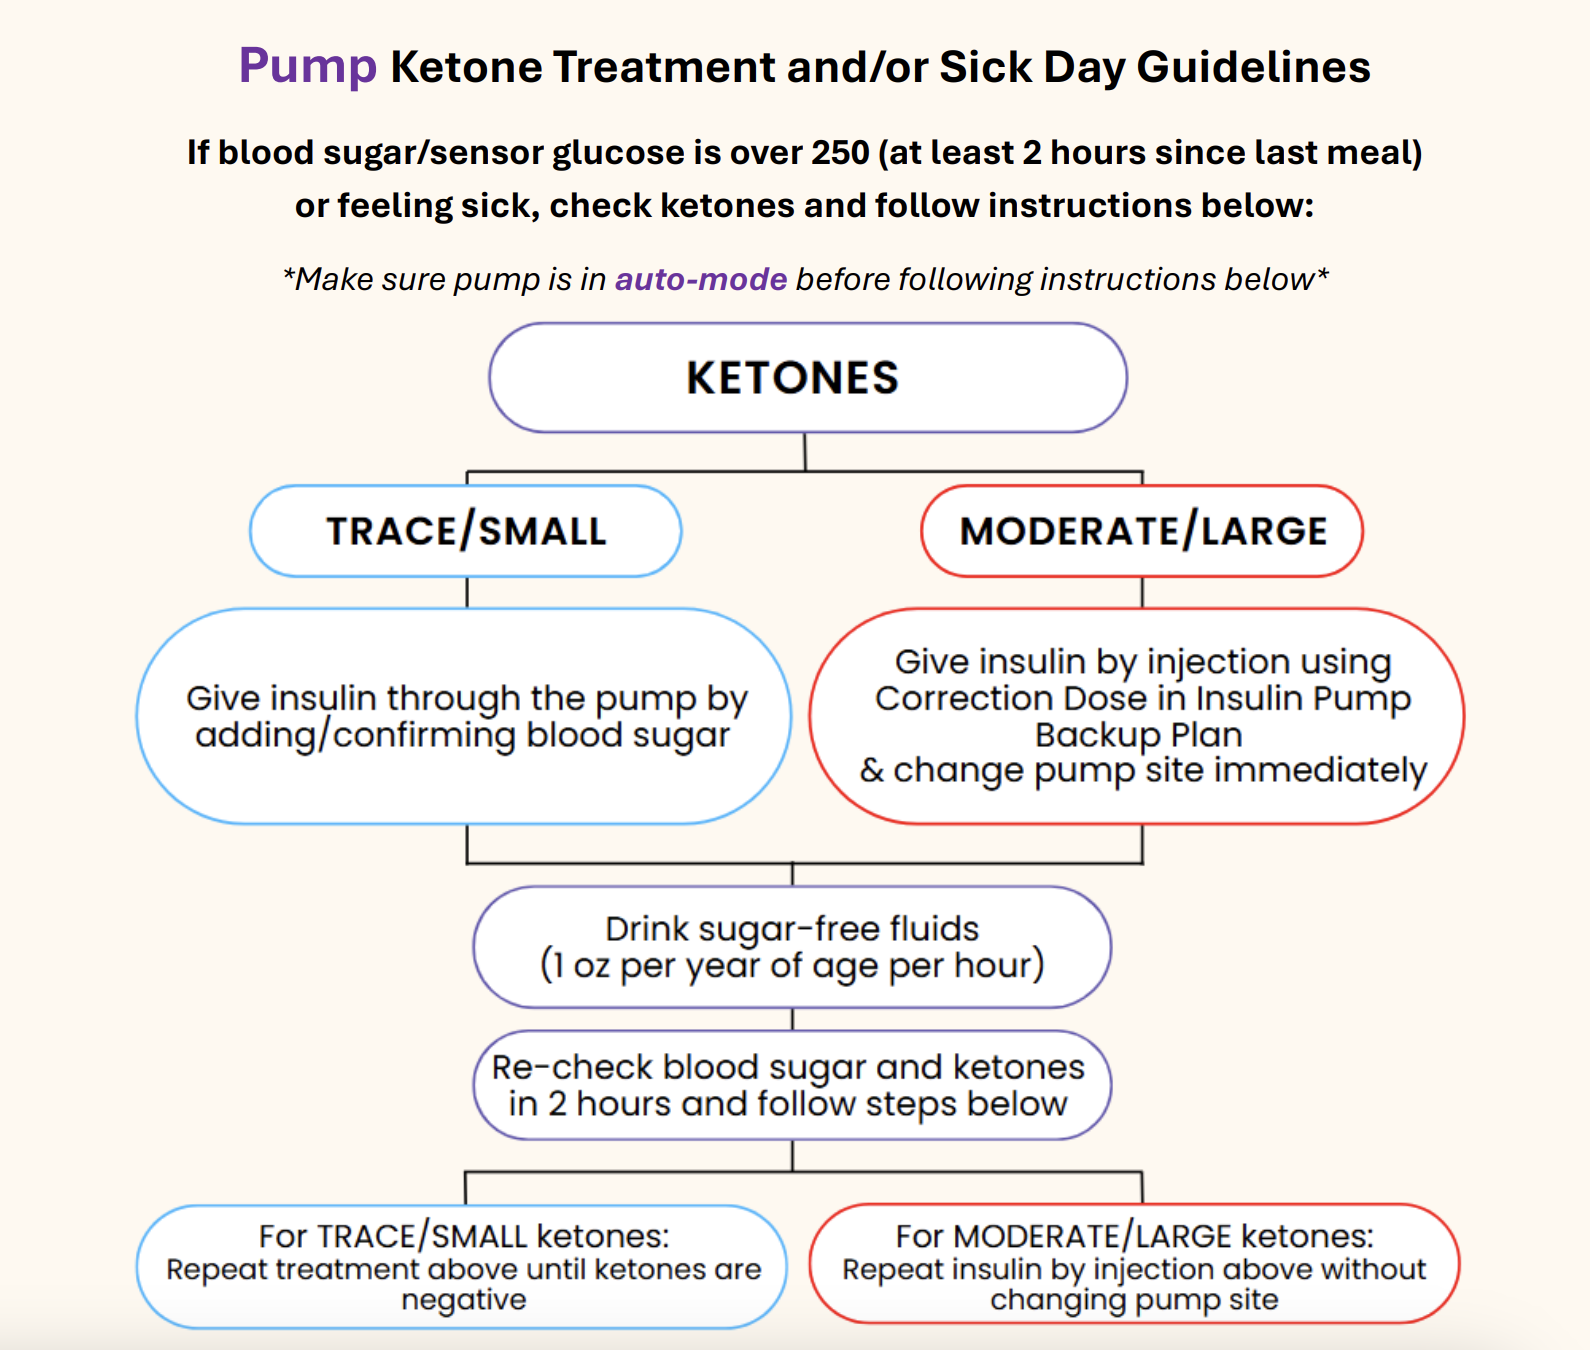 Pump Ketone Treatment and/or Sick Day Guidelines
If blood sugar/sensor glucose is over 250 (at least 2 hours since last meal)
or feeling sick, check ketones and follow instructions below:
*Make sure pump is in auto-mode before following instructions below*
KETONES
TRACE/SMALL
MODERATE/LARGE
Give insulin through the pump by
adding/confirming blood sugar
Give insulin by injection using
Correction Dose in Insulin Pump
Backup Plan
& change pump site immediately
Drink sugar-free fluids
(1 oz per year of age per hour)
Re-check blood sugar and ketones
in 2 hours and follow steps below
For TRACE/SMALL ketones:
Repeat treatment above until ketones are
negative
For MODERATE/LARGE ketones:
Repeat insulin by injection above without
changing pump site